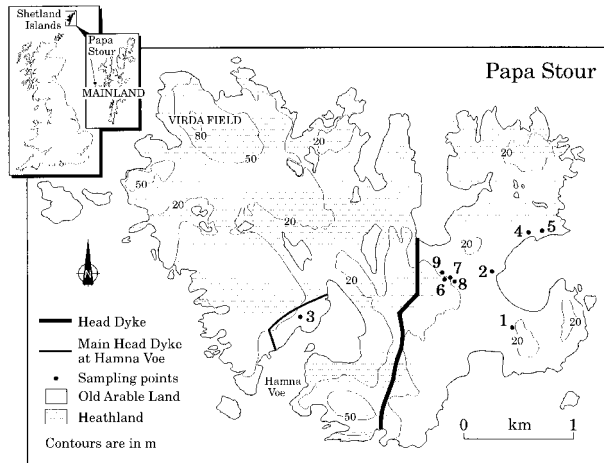 Shetland
Islands
Papa
Stour
MAINLAND
Papa Stour
VIRDA FIELD
80
50
50
20
20
20
20
20
20
20
20
50
1
2
3
4
5
6
7
8
9
Hamna
Voe
N
Head Dyke
Main Head Dyke
at Hamna Voe
Sampling points
Old Arable Land
Heathland
Contours are in m
0 km 1